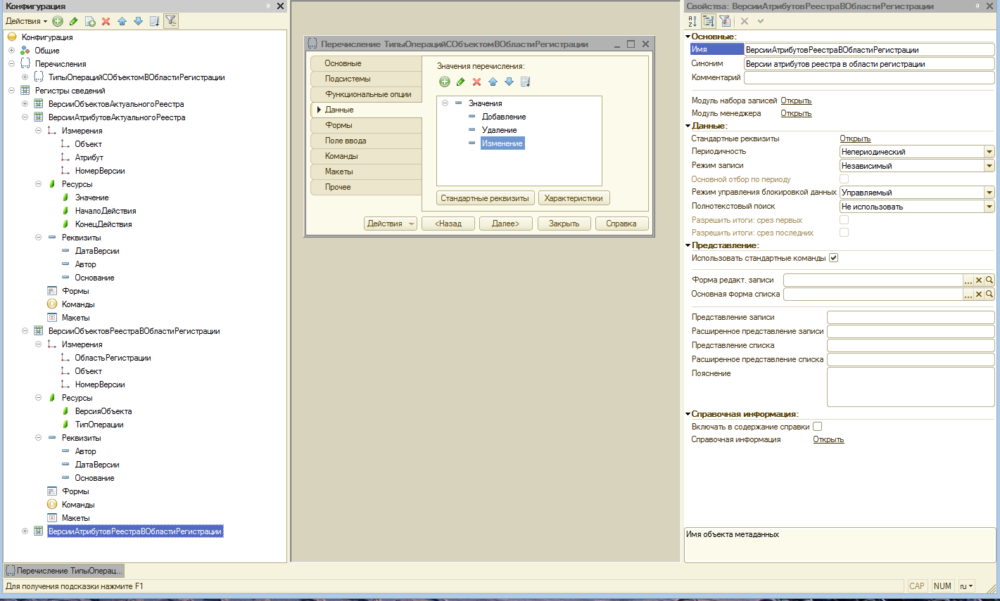 Конфигурация
Действия
Конфигурация
Общие
Перечисления
ТипыОперацийСОбъектомВОбластиРегистрации
Регистры сведений
ВерсииОбъектовАктуальногоРеестра
ВерсииАтрибутовАктуальногоРеестра
Измерения
Объект
Атрибут
НомерВерсии
Ресурсы
Значение
НачалоДействия
КонецДействия
Реквизиты
ДатаВерсии
Автор
Основание
Формы
Команды
Макеты
ВерсииОбъектовРеестраВОбластиРегистрации
Измерения
ОбластьРегистрации
Объект
НомерВерсии
Ресурсы
ВерсияОбъекта
ТипОперации
Реквизиты
Автор
ДатаВерсии
Основание
Формы
Команды
Макеты
ВерсииАтрибутовРеестраВОбластиРегистрации
Перечисление ТипыОперацийСОбъектомВОбластиРегистрации
Основные
Подсистемы
Функциональные опции
Данные
Формы
Поле ввода
Команды
Макеты
Прочее
Значения перечисления:
Значения
Добавление
Удаление
Изменение
Стандартные реквизиты
Характеристики
Действия
<Назад
Далее>
Закрыть
Справка
Свойства: ВерсииАтрибутовРеестраВОбластиРегистрации
Основные:
Имя ВерсииАтрибутовРеестраВОбластиРегистрации
Синоним Версии атрибутов реестра в области регистрации
Комментарий
Модуль набора записей Открыть
Модуль менеджера Открыть
Данные:
Стандартные реквизиты Открыть
Периодичность Непериодический
Режим записи Независимый
Основной отбор по периоду
Режим управления блокировкой данных Управляемый
Полнотекстовый поиск Не использовать
Разрешить итоги: срез первых
Разрешить итоги: срез последних
Представление:
Использовать стандартные команды
Форма редакт. записи ...
Основная форма списка ...
Представление записи
Расширенное представление записи
Представление списка
Расширенное представление списка
Пояснение
Справочная информация:
Включать в содержание справки
Справочная информация Открыть
Имя объекта метаданных
Перечисление ТипыОперац...
Для получения подсказки нажмите F1
CAP NUM ru